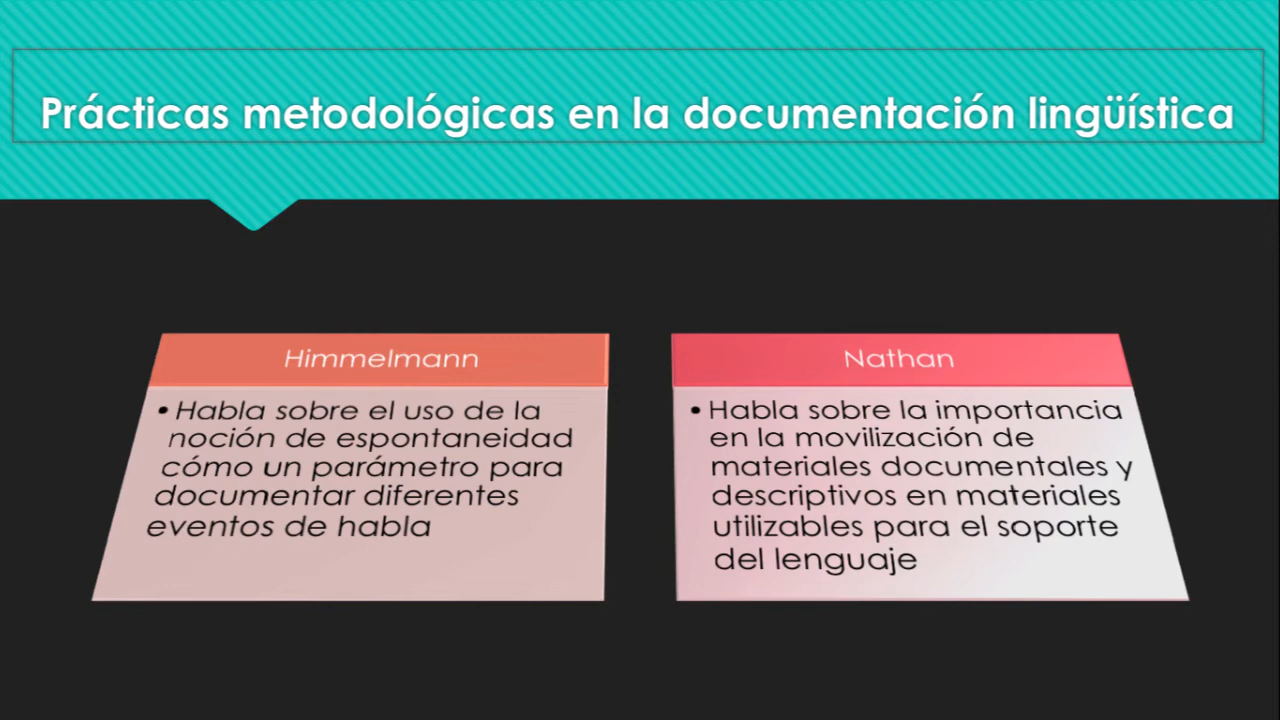 Prácticas metodológicas en la documentación lingüística
Himmelmann
• Habla sobre el uso de la
noción de espontaneidad
cómo un parámetro para
documentar diferentes
eventos de habla
Nathan
• Habla sobre la importancia
en la movilización de
materiales documentales y
descriptivos en materiales
utilizables para el soporte
del lenguaje